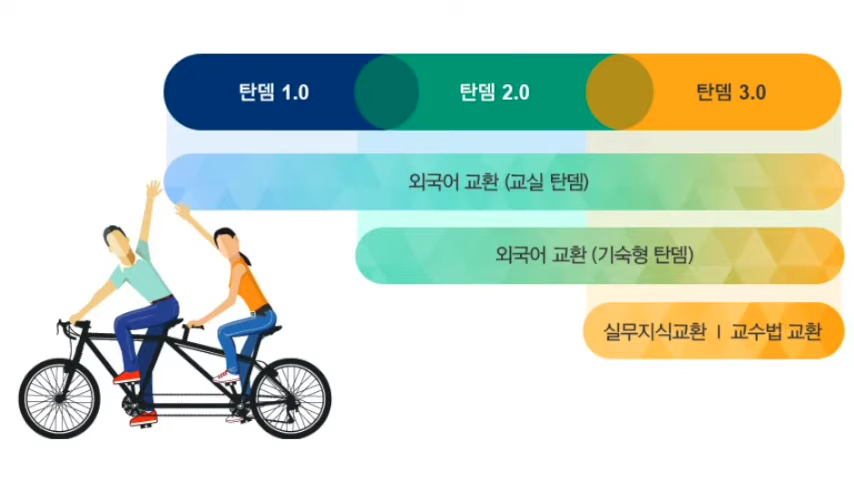 탄뎀 1.0
탄뎀 2.0
탄뎀 3.0
외국어 교환 (교실 탄뎀)
외국어 교환 (기숙형 탄뎀)
실무지식교환 ㅣ 교수법 교환